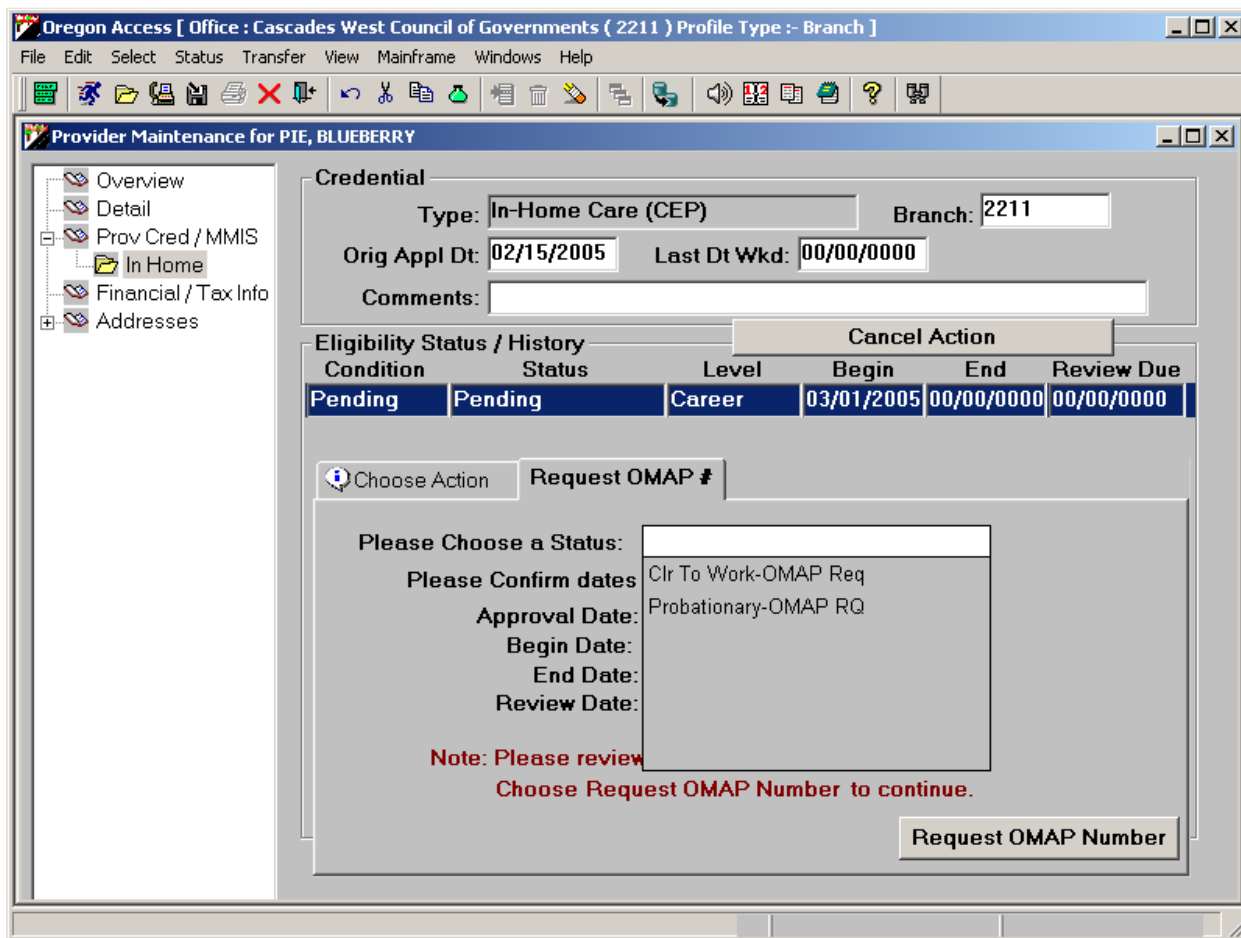 Oregon Access [ Office : Cascades West Council of Governments ( 2211 ) Profile Type :- Branch ]
File Edit Select Status Transfer View Mainframe Windows Help
Provider Maintenance for PIE, BLUEBERRY
Overview
Detail
Prov Cred / MMIS
In Home
Financial / Tax Info
Addresses
Credential
Type: In-Home Care (CEP) Branch: 2211
Orig Appl Dt: 02/15/2005 Last Dt Wkd: 00/00/0000
Comments:
Cancel Action
Eligibility Status / History
Condition Status Level Begin End Review Due
Pending Pending Career 03/01/2005 00/00/0000 00/00/0000
Choose Action Request OMAP #
Please Choose a Status:
Clr To Work-OMAP Req
Probationary-OMAP RQ
Please Confirm dates
Approval Date:
Begin Date:
End Date:
Review Date:
Note: Please review
Choose Request OMAP Number to continue.
Request OMAP Number